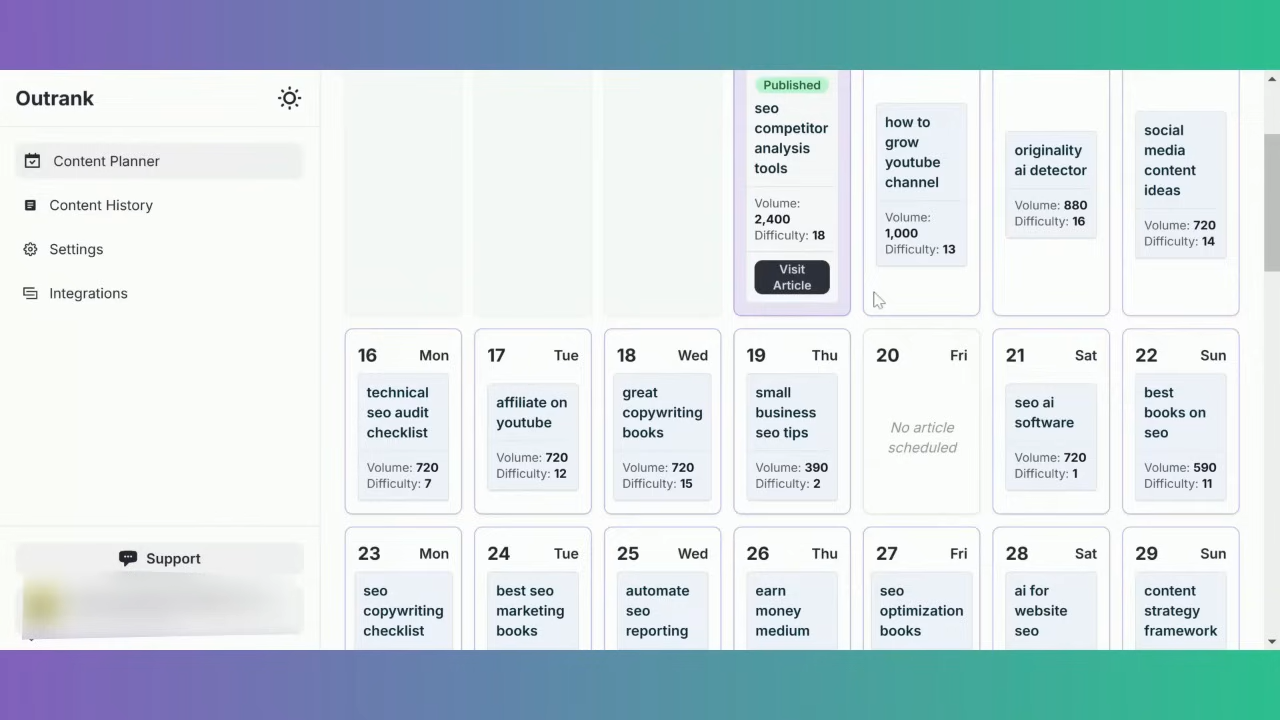 Outrank
Content Planner
Content History
Settings
Integrations
Support
Published
seo
competitor
analysis
tools
Volume:
2,400
Difficulty: 18
Visit
Article
how to
grow
youtube
channel
Volume:
1,000
Difficulty: 13
originality
ai detector
Volume: 880
Difficulty: 16
social
media
content
ideas
Volume: 720
Difficulty: 14
16 Mon
technical
seo audit
checklist
Volume: 720
Difficulty: 7
17 Tue
affiliate on
youtube
Volume: 720
Difficulty: 12
18 Wed
great
copywriting
books
Volume: 720
Difficulty: 15
19 Thu
small
business
seo tips
Volume: 390
Difficulty: 2
20 Fri
No article
scheduled
21 Sat
seo ai
software
Volume: 720
Difficulty: 1
22 Sun
best
books on
seo
Volume: 590
Difficulty: 11
23 Mon
seo
copywriting
checklist
24 Tue
best seo
marketing
books
25 Wed
automate
seo
reporting
26 Thu
earn
money
medium
27 Fri
seo
optimization
books
28 Sat
ai for
website
seo
29 Sun
content
strategy
framework